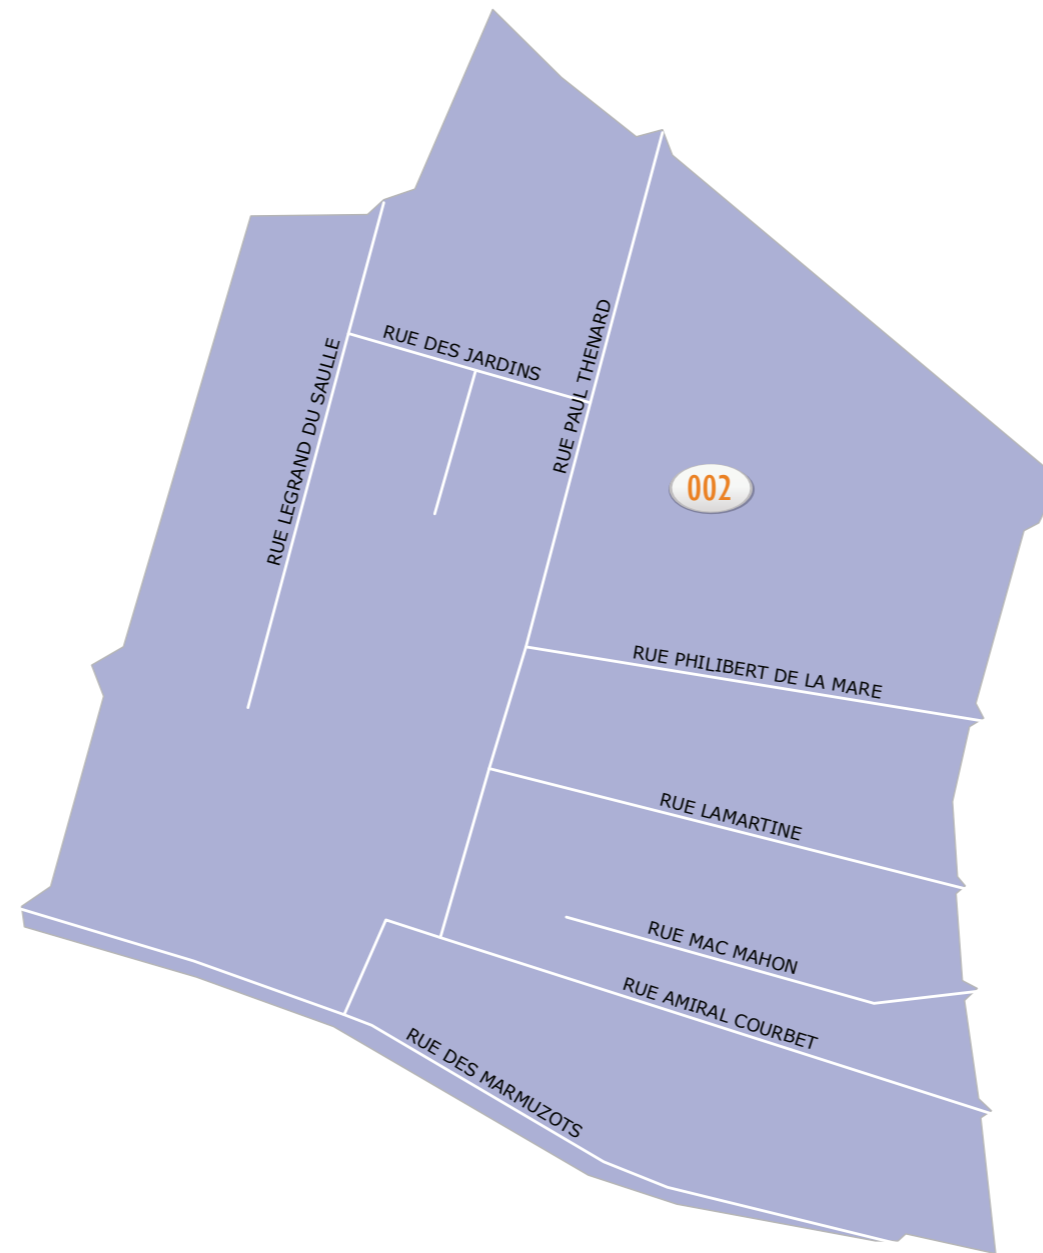 RUE DES JARDINS
RUE LEGRAND DU SAULLE
RUE PAUL THENARD
002
RUE PHILIBERT DE LA MARE
RUE LAMARTINE
RUE MAC MAHON
RUE AMIRAL COURBET
RUE DES MARMUZOTS